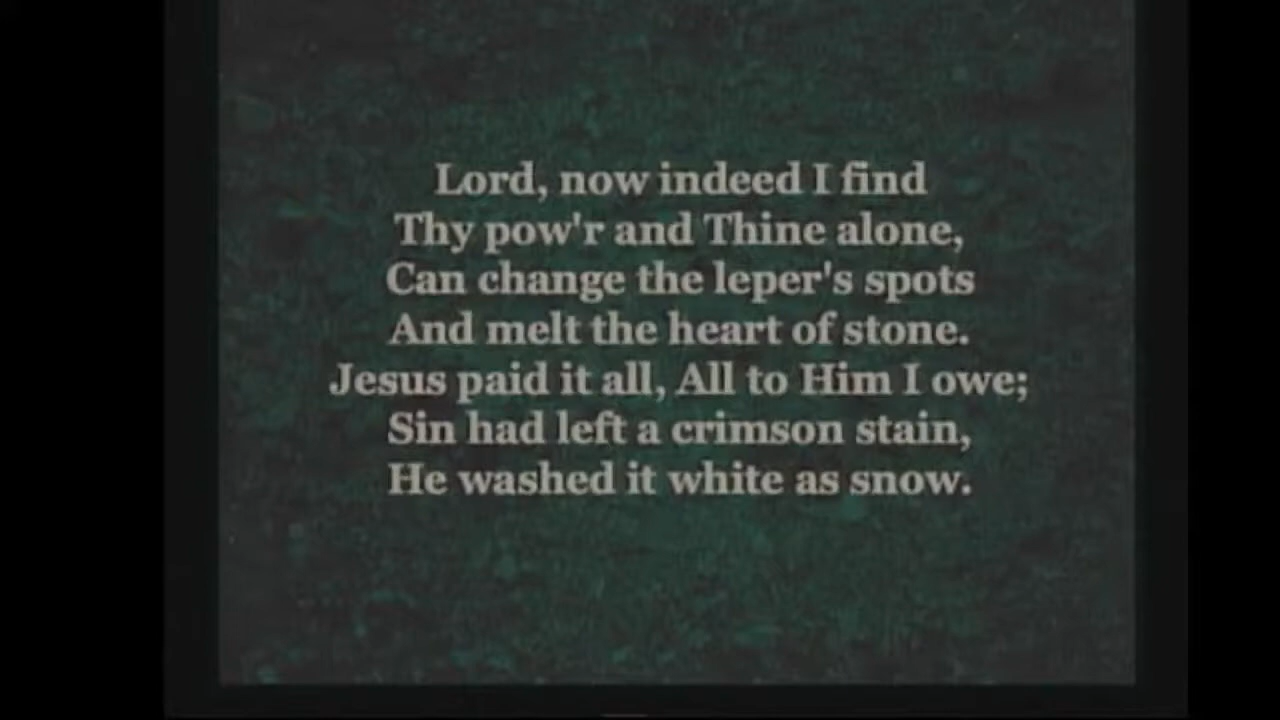 Lord, now indeed I find
Thy pow'r and Thine alone,
Can change the leper's spots
And melt the heart of stone.
Jesus paid it all, All to Him I owe;
Sin had left a crimson stain,
He washed it white as snow.